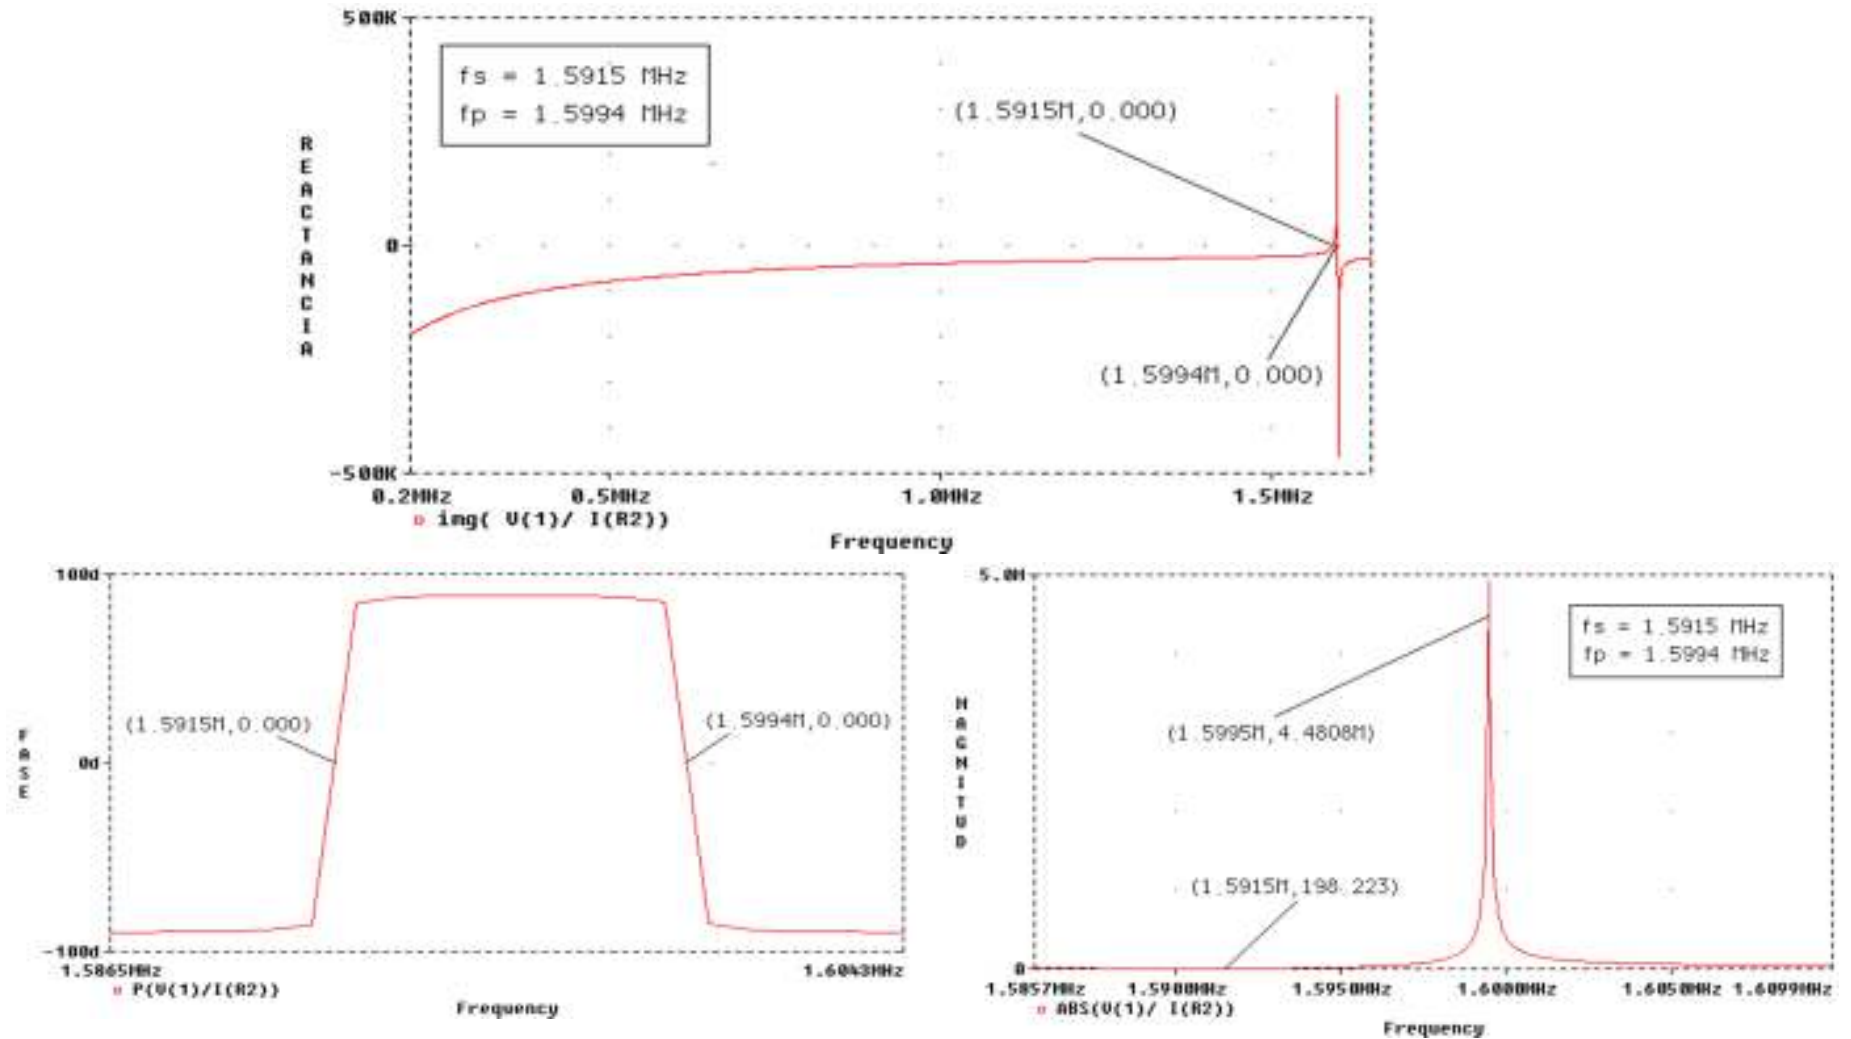 500K
fs = 1.5915 MHz
fp = 1.5994 MHz
(1.5915M,0.000)
REACTANCIA
0
(1.5994M,0.000)
-500K
0.2MHz 0.5MHz 1.0MHz 1.5MHz
img( V(1)/ I(R2))
Frequency
100d
(1.5915M,0.000)
(1.5994M,0.000)
FASE
0d
-100d
1.5865MHz 1.6043MHz
P(V(1)/I(R2))
Frequency
5.0M
fs = 1.5915 MHz
fp = 1.5994 MHz
MAGNITUD
(1.5995M,4.4808M)
(1.5915M,198.223)
0
1.5857MHz 1.5900MHz 1.5950MHz 1.6000MHz 1.6050MHz 1.6099MHz
ABS(V(1)/ I(R2))
Frequency